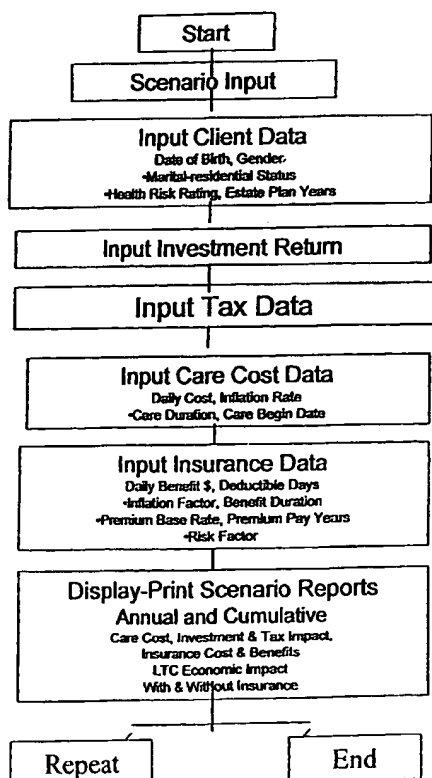 Start
Scenario Input
Input Client Data
Date of Birth, Gender.
•Marital-residential Status
•Health Risk Rating, Estate Plan Years
Input Investment Return
Input Tax Data
Input Care Cost Data
Daily Cost, Inflation Rate
•Care Duration, Care Begin Date
Input Insurance Data
Daily Benefit $, Deductible Days
•Inflation Factor, Benefit Duration
•Premium Base Rate, Premium Pay Years
•Risk Factor
Display-Print Scenario Reports
Annual and Cumulative
Care Cost, Investment & Tax Impact,
Insurance Cost & Benefits
LTC Economic Impact
With & Without Insurance
Repeat
End